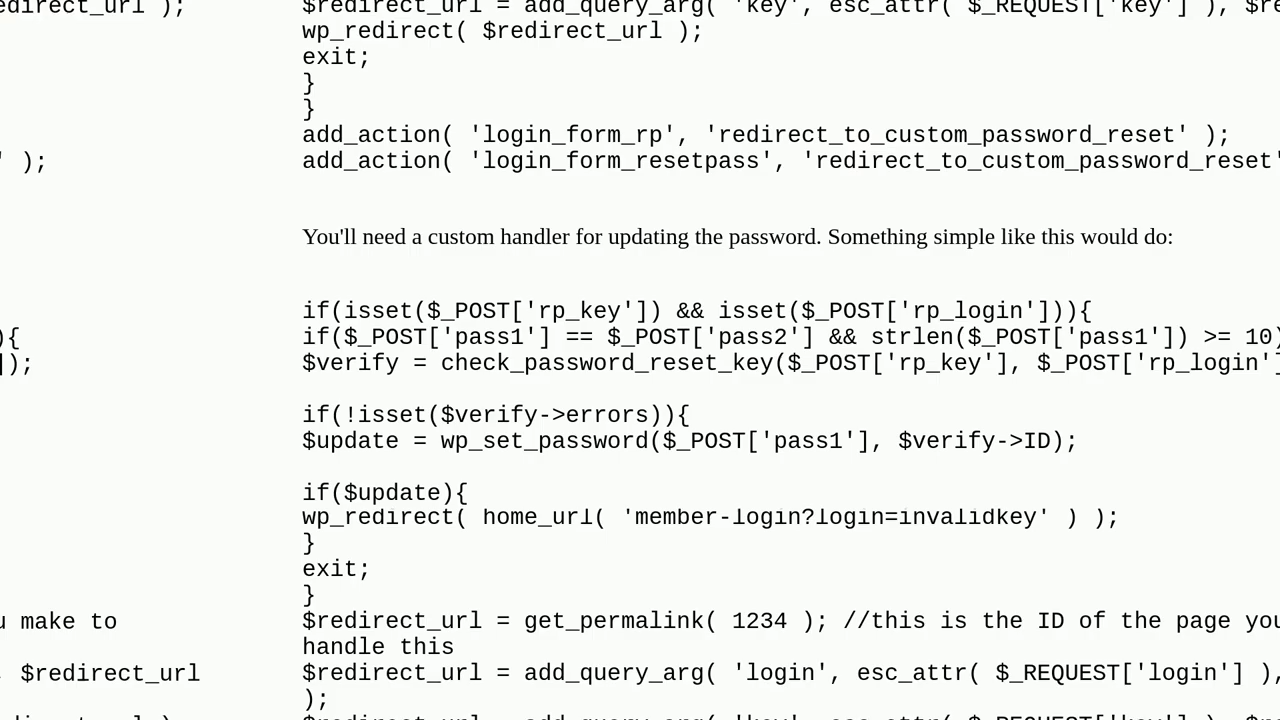 edirect_url );
' );
){
]);
u make to
, $redirect_url
$redirect_url = add_query_arg( 'key', esc_attr( $_REQUEST['key'] ), $re
wp_redirect( $redirect_url );
exit;
}
}
add_action( 'login_form_rp', 'redirect_to_custom_password_reset' );
add_action( 'login_form_resetpass', 'redirect_to_custom_password_reset'
You'll need a custom handler for updating the password. Something simple like this would do:
if(isset($_POST['rp_key']) && isset($_POST['rp_login'])){
if($_POST['pass1'] == $_POST['pass2'] && strlen($_POST['pass1']) >= 10)
$verify = check_password_reset_key($_POST['rp_key'], $_POST['rp_login']
if(!isset($verify->errors)){
$update = wp_set_password($_POST['pass1'], $verify->ID);
if($update){
wp_redirect( home_url( 'member-login?login=invalidkey' ) );
}
exit;
}
$redirect_url = get_permalink( 1234 ); //this is the ID of the page you
handle this
$redirect_url = add_query_arg( 'login', esc_attr( $_REQUEST['login'] ),
);